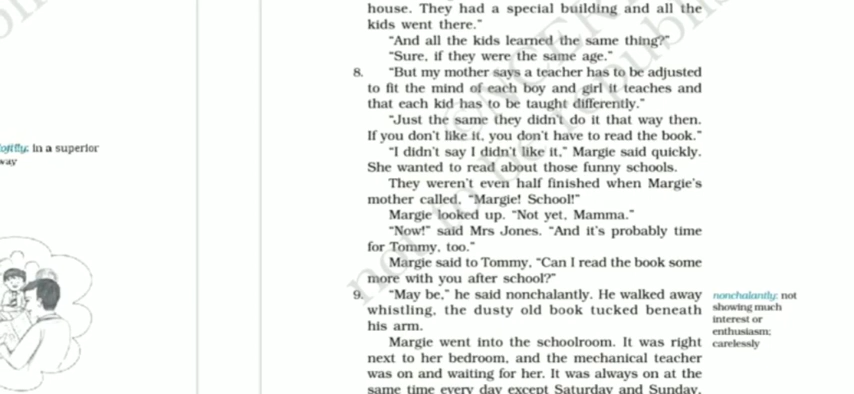 house. They had a special building and all the
kids went there."
"And all the kids learned the same thing?"
"Sure, if they were the same age."
8. "But my mother says a teacher has to be adjusted
to fit the mind of each boy and girl it teaches and
that each kid has to be taught differently."
"Just the same they didn't do it that way then.
If you don't like it, you don't have to read the book."
"I didn't say I didn't like it," Margie said quickly.
She wanted to read about those funny schools.
They weren't even half finished when Margie's
mother called, "Margie! School!"
Margie looked up. "Not yet, Mamma."
"Now!" said Mrs Jones. "And it's probably time
for Tommy, too."
Margie said to Tommy, "Can I read the book some
more with you after school?"
9. "May be," he said nonchalantly. He walked away
whistling, the dusty old book tucked beneath
his arm.
Margie went into the schoolroom. It was right
next to her bedroom, and the mechanical teacher
was on and waiting for her. It was always on at the
same time every day except Saturday and Sunday,
in a superior
way
nonchalantly: not
showing much
interest or
enthusiasm;
carelessly
not to be republis